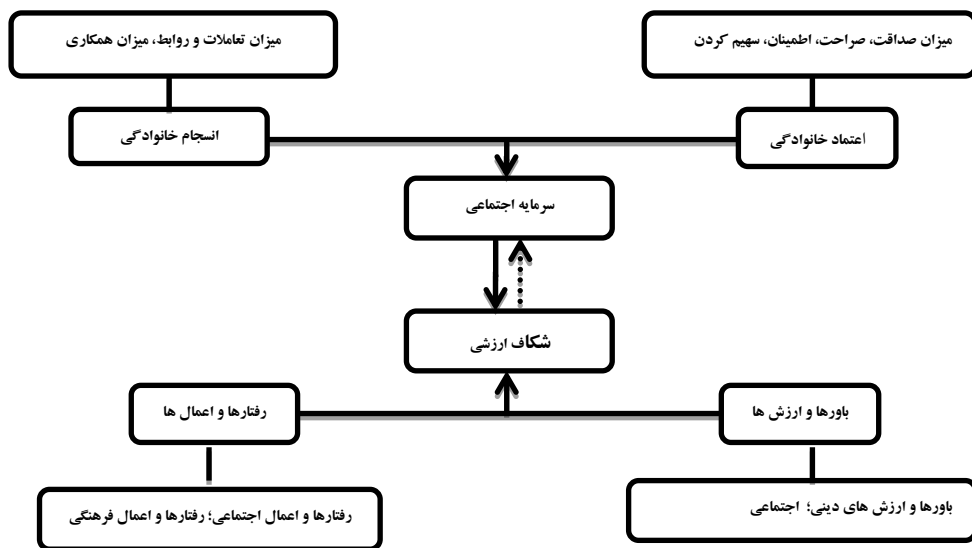 میزان صداقت، صراحت، اطمینان، سهیم کردن
میزان تعاملات و روابط، میزان همکاری
أعتماد خانوادگی
انسجام خانوادگی
سرمایه اجتماعی
شکاف ارزشی
باورها و ارزش ها
رفتارها و اعمال ها
باورها و ارزش های دینی؛ اجتماعی
رفتارها و اعمال اجتماعی؛ رفتارها و اعمال فرهنگی